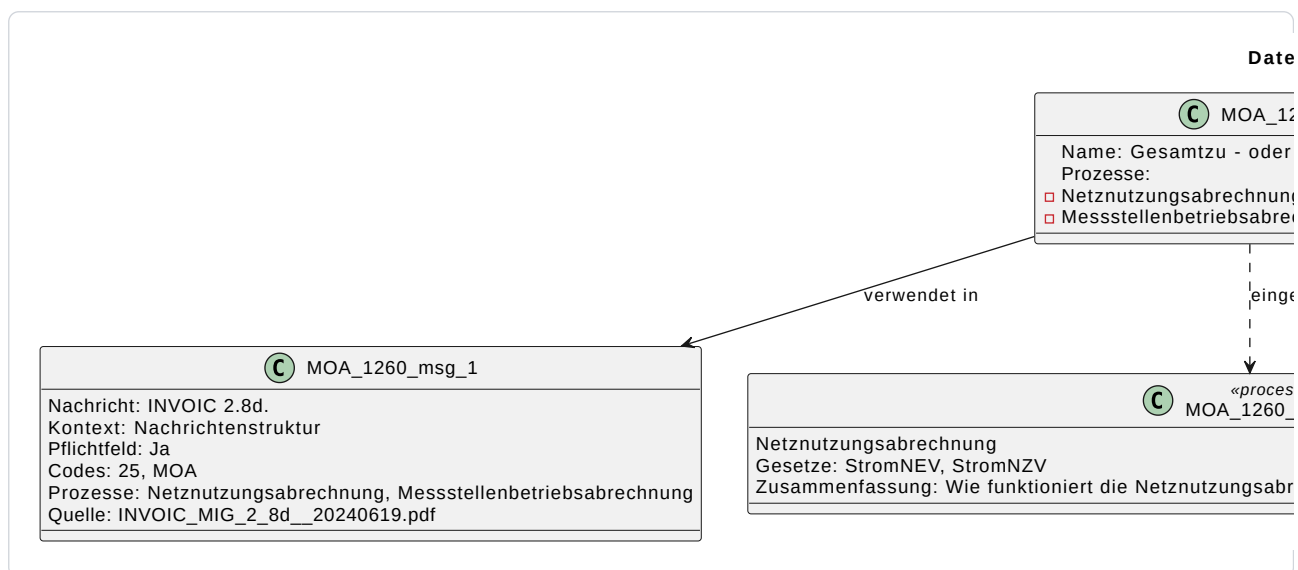 Date
C MOA_12
Name: Gesamtzu - oder
Prozesse:
Netznutzungsabrechnung
Messstellenbetriebsabre
verwendet in
einge
C MOA_1260_msg_1
Nachricht: INVOIC 2.8d.
Kontext: Nachrichtenstruktur
Pflichtfeld: Ja
Codes: 25, MOA
Prozesse: Netznutzungsabrechnung, Messstellenbetriebsabrechnung
Quelle: INVOIC_MIG_2_8d__20240619.pdf
«proces
C MOA_1260_
Netznutzungsabrechnung
Gesetze: StromNEV, StromNZV
Zusammenfassung: Wie funktioniert die Netznutzungsabr